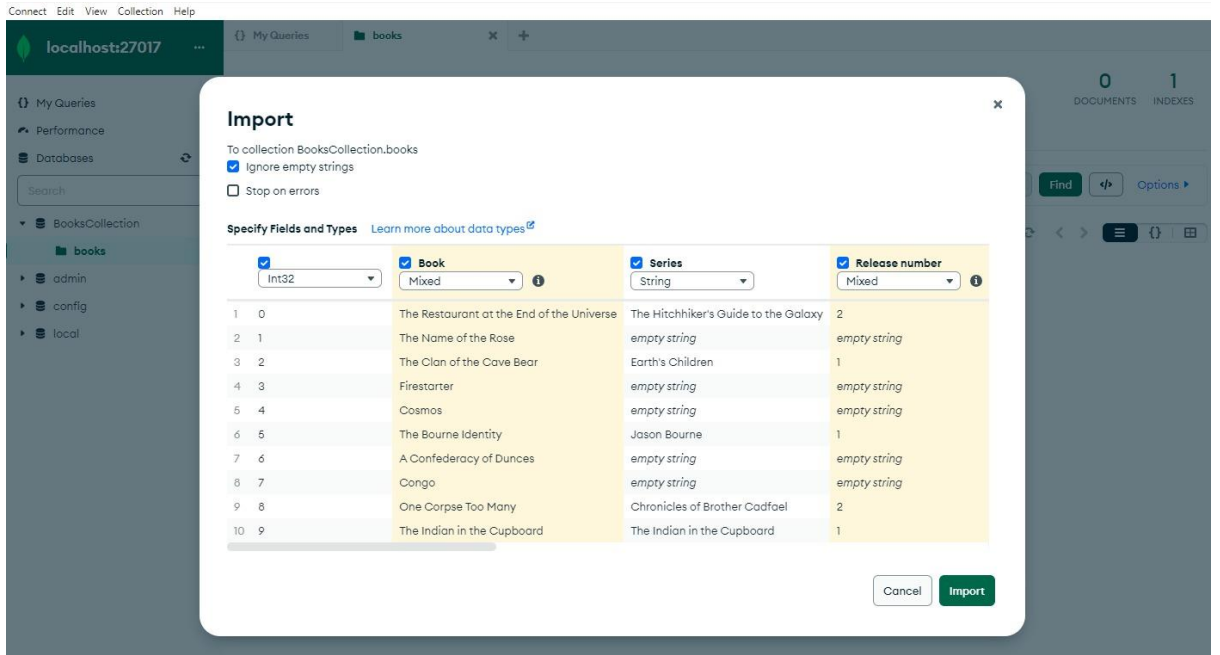 Connect Edit View Collection Help
localhost:27017 ...
{} My Queries
books
0
DOCUMENTS
1
INDEXES
{} My Queries
Performance
Databases
Search
BooksCollection
books
admin
config
local
Find
</>
Options
{}
Import
To collection BooksCollection.books
Ignore empty strings
Stop on errors
Specify Fields and Types Learn more about data types
Book Series Release number
Int32 Mixed String Mixed
1 0 The Restaurant at the End of the Universe The Hitchhiker's Guide to the Galaxy 2
2 1 The Name of the Rose empty string empty string
3 2 The Clan of the Cave Bear Earth's Children 1
4 3 Firestarter empty string empty string
5 4 Cosmos empty string empty string
6 5 The Bourne Identity Jason Bourne 1
7 6 A Confederacy of Dunces empty string empty string
8 7 Congo empty string empty string
9 8 One Corpse Too Many Chronicles of Brother Cadfael 2
10 9 The Indian in the Cupboard The Indian in the Cupboard 1
Cancel Import